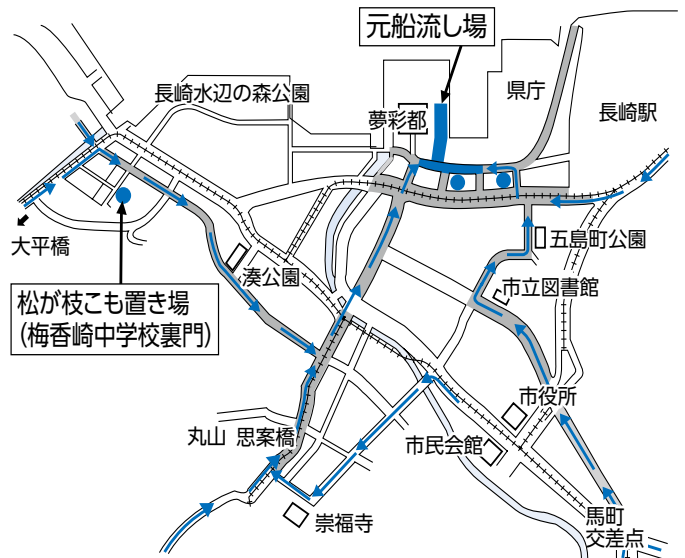 元船流し場
長崎水辺の森公園
夢彩都
県庁
長崎駅
大平橋
松が枝こも置き場
(梅香崎中学校裏門)
湊公園
五島町公園
市立図書館
市役所
丸山 思案橋
市民会館
崇福寺
馬町
交差点